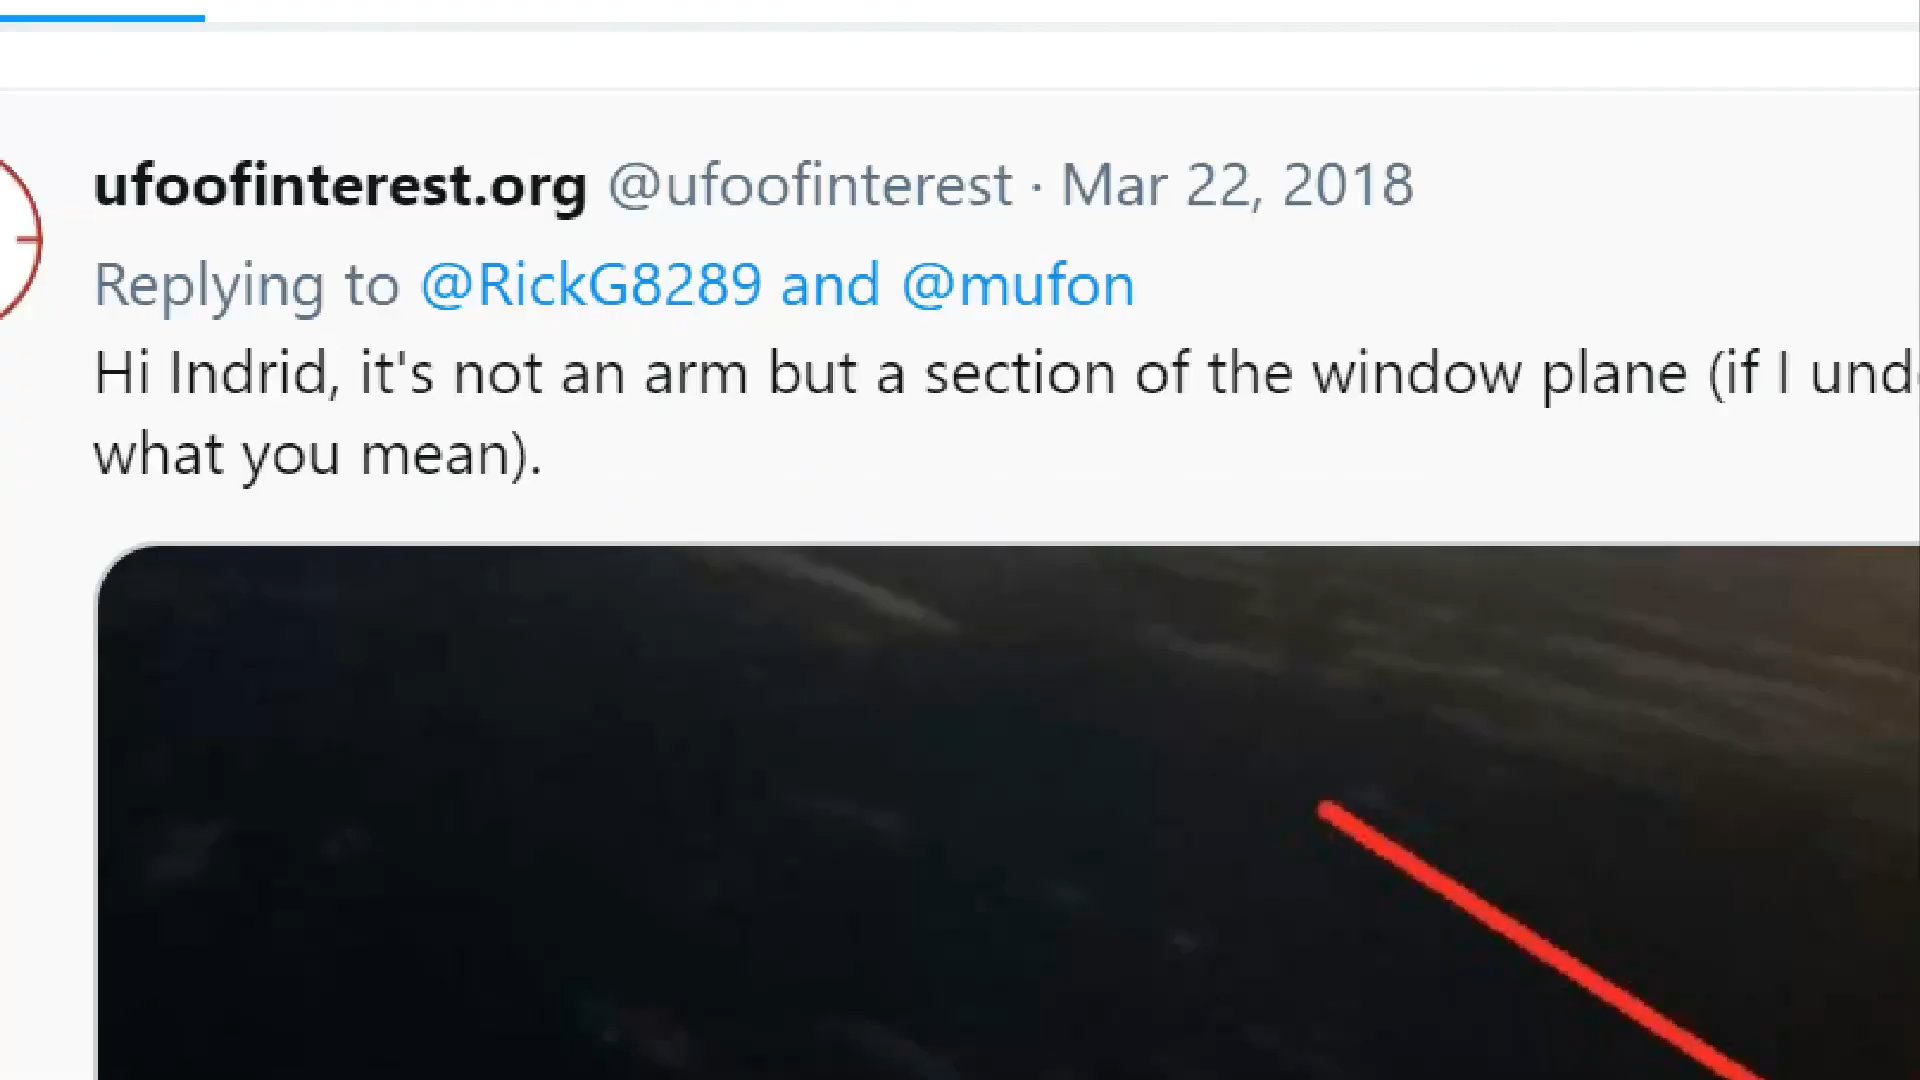 ufoofinterest.org @ufoofinterest · Mar 22, 2018
Replying to @RickG8289 and @mufon
Hi Indrid, it's not an arm but a section of the window plane (if I
what you mean).